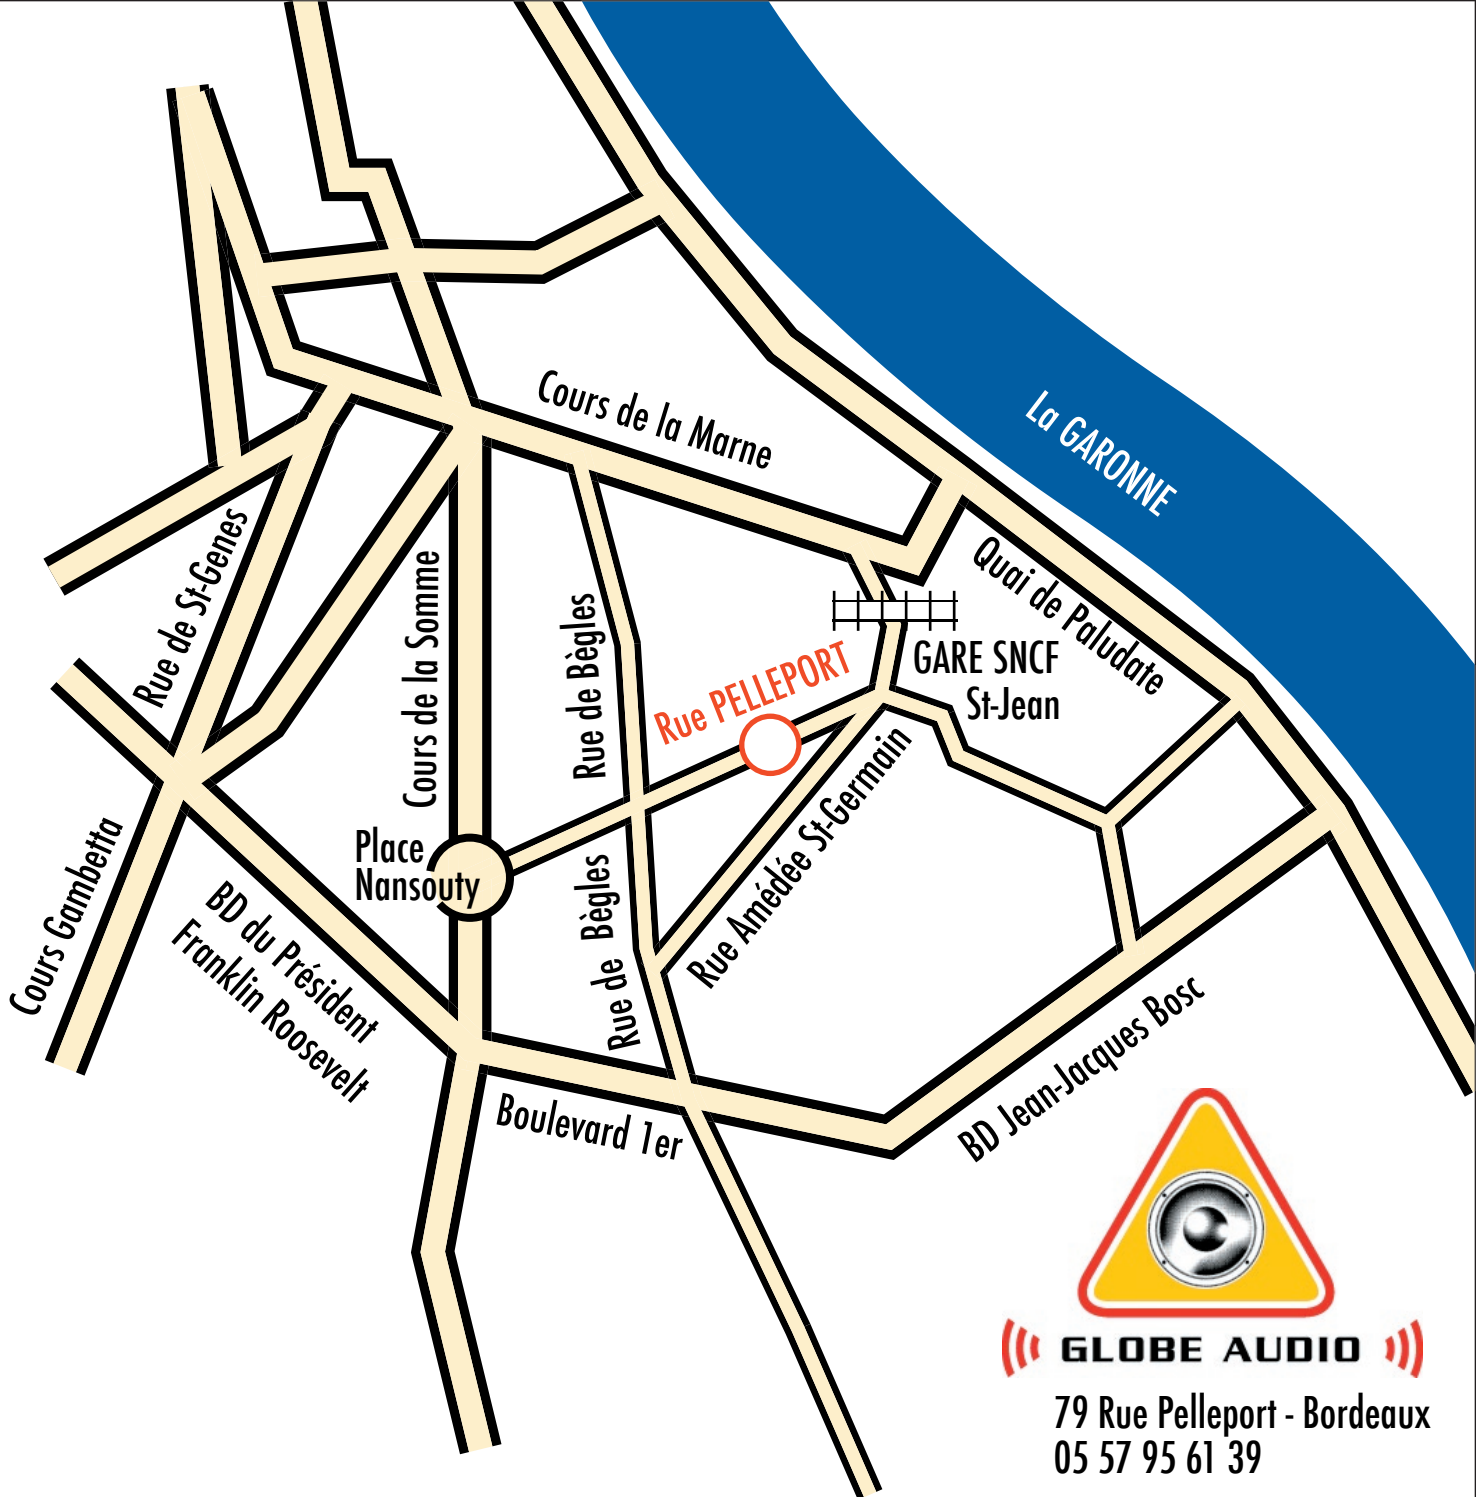 Cours de la Marne
La GARONNE
Quai de Paludate
Rue de St-Genes
Cours de la Somme
Rue de Bègles
Rue PELLEPORT
GARE SNCF
St-Jean
Place
Nansouty
Rue Amédée St-Germain
Cours Gambetta
BD du Président
Franklin Roosevelt
Rue de Bègles
Boulevard 1er
BD Jean-Jacques Bosc
GLOBE AUDIO
79 Rue Pelleport - Bordeaux
05 57 95 61 39